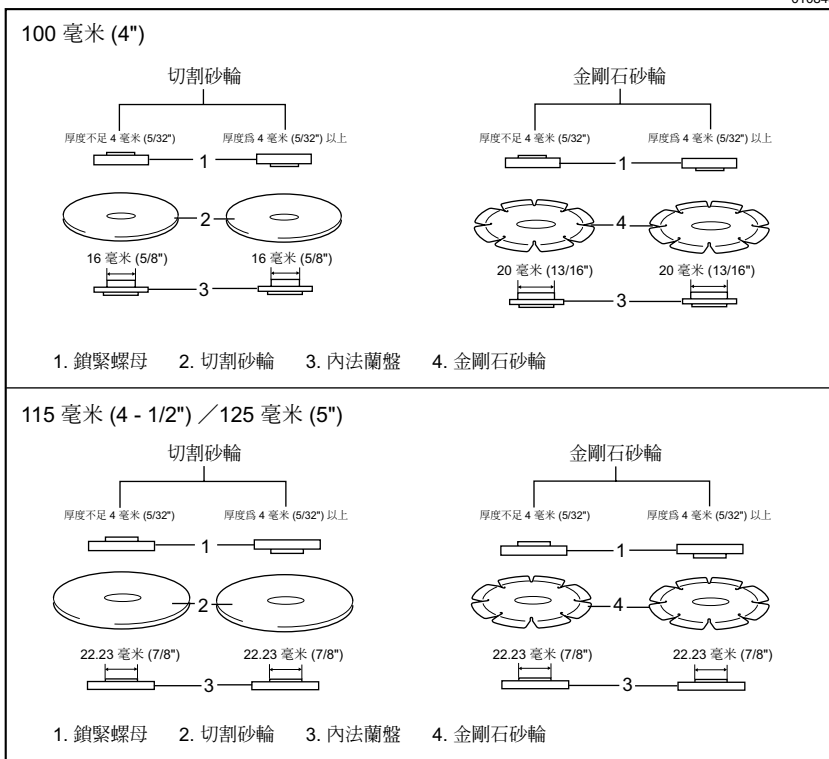 100 毫米 (4")
切割砂輪 金剛石砂輪
厚度不足 4 毫米 (5/32") 厚度爲 4 毫米 (5/32") 以上 厚度不足 4 毫米 (5/32") 厚度爲 4 毫米 (5/32") 以上
1 1
2 4
16 毫米 (5/8") 16 毫米 (5/8") 20 毫米 (13/16") 20 毫米 (13/16")
3 3
1. 鎖緊螺母 2. 切割砂輪 3. 內法蘭盤 4. 金剛石砂輪
115 毫米 (4 - 1/2") ／125 毫米 (5")
切割砂輪 金剛石砂輪
厚度不足 4 毫米 (5/32") 厚度爲 4 毫米 (5/32") 以上 厚度不足 4 毫米 (5/32") 厚度爲 4 毫米 (5/32") 以上
1 1
2 4
22.23 毫米 (7/8") 22.23 毫米 (7/8") 22.23 毫米 (7/8") 22.23 毫米 (7/8")
3 3
1. 鎖緊螺母 2. 切割砂輪 3. 內法蘭盤 4. 金剛石砂輪